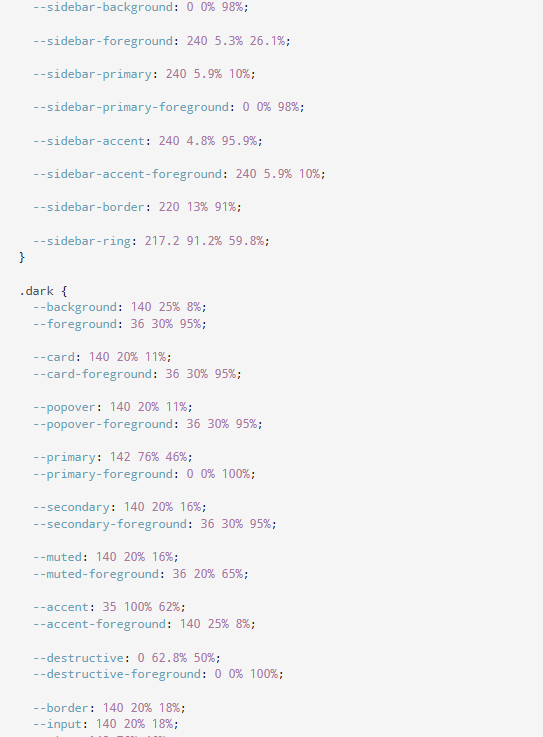 --sidebar-background: 0 0% 98%;
--sidebar-foreground: 240 5.3% 26.1%;
--sidebar-primary: 240 5.9% 10%;
--sidebar-primary-foreground: 0 0% 98%;
--sidebar-accent: 240 4.8% 95.9%;
--sidebar-accent-foreground: 240 5.9% 10%;
--sidebar-border: 220 13% 91%;
--sidebar-ring: 217.2 91.2% 59.8%;
}
.dark {
--background: 140 25% 8%;
--foreground: 36 30% 95%;
--card: 140 20% 11%;
--card-foreground: 36 30% 95%;
--popover: 140 20% 11%;
--popover-foreground: 36 30% 95%;
--primary: 142 76% 46%;
--primary-foreground: 0 0% 100%;
--secondary: 140 20% 16%;
--secondary-foreground: 36 30% 95%;
--muted: 140 20% 16%;
--muted-foreground: 36 20% 65%;
--accent: 35 100% 62%;
--accent-foreground: 140 25% 8%;
--destructive: 0 62.8% 50%;
--destructive-foreground: 0 0% 100%;
--border: 140 20% 18%;
--input: 140 20% 18%;